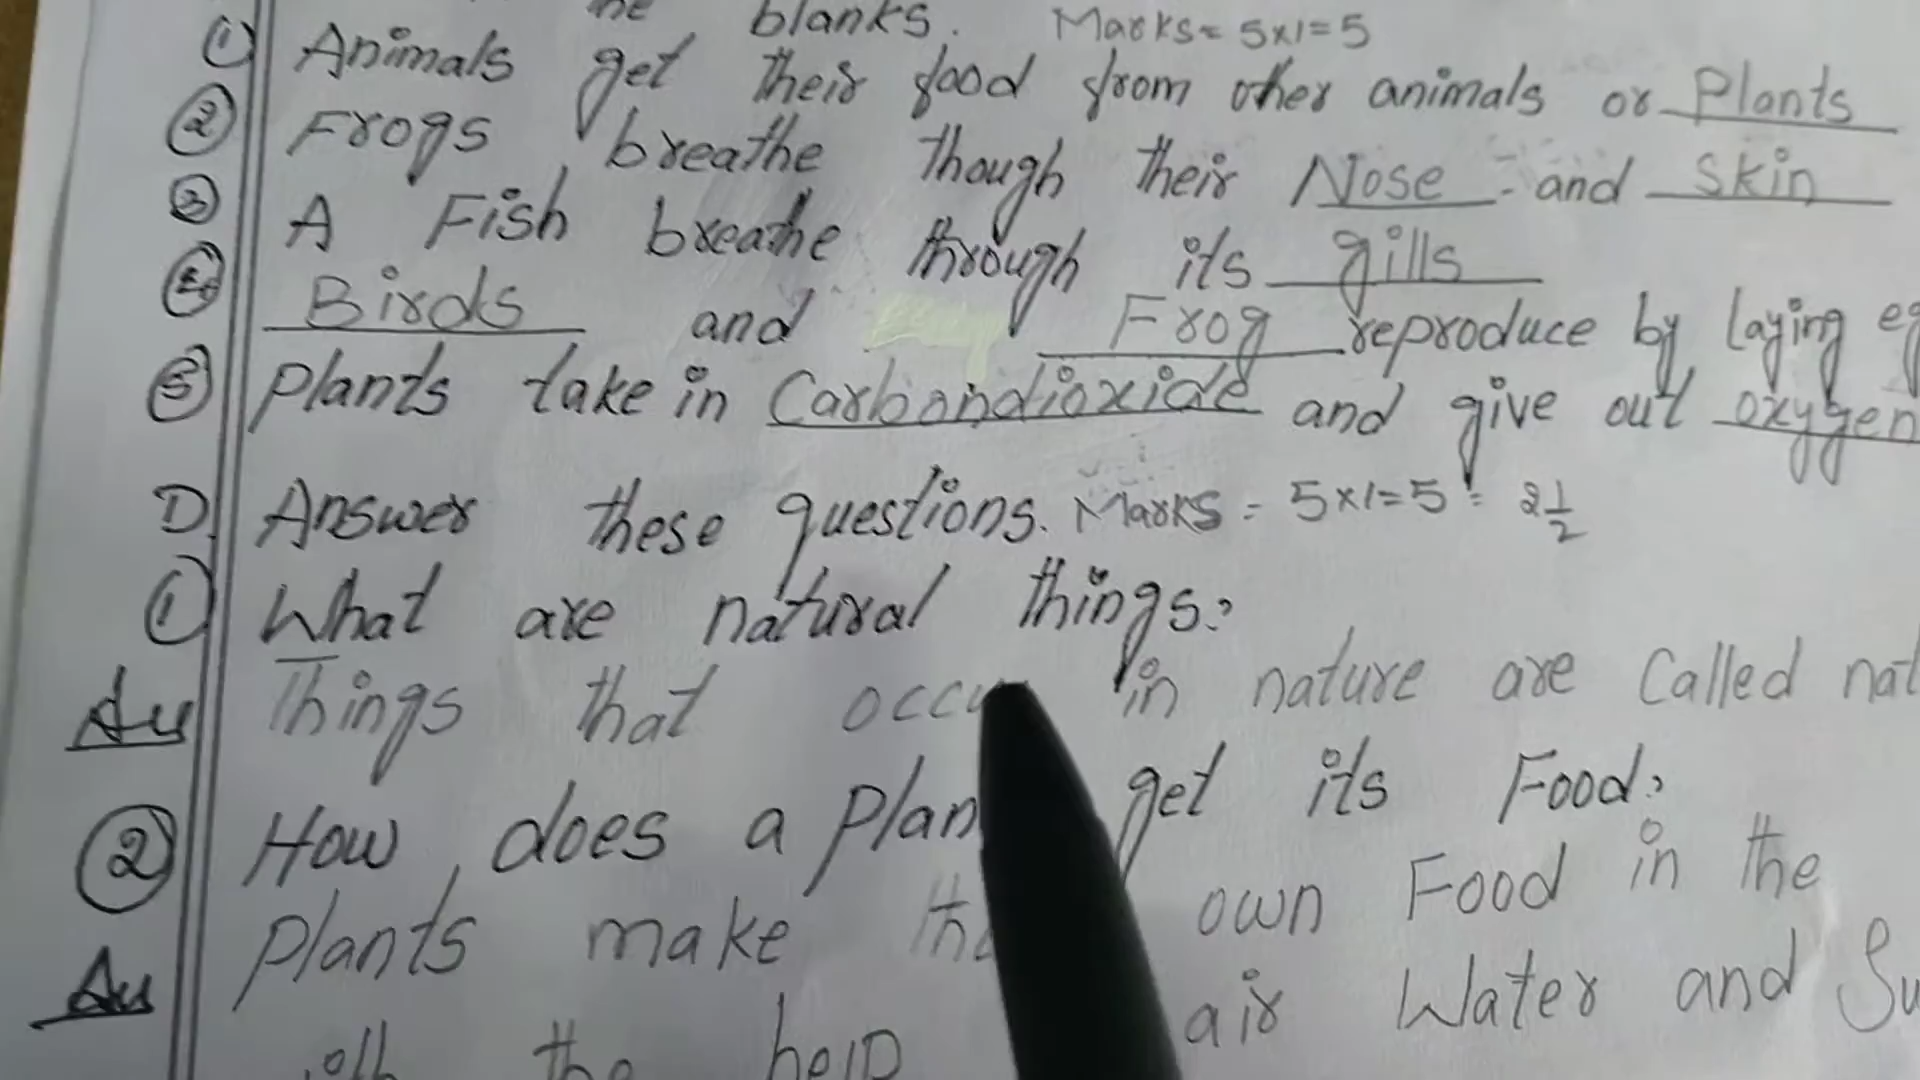 blanks. Marks = 5x1=5
① Animals get their food from other animals or Plants
② Frogs breathe though their Nose - and Skin
③ A Fish breathe through its gills
④ Birds and Frog reproduce by laying eg
⑤ Plants take in Carbondioxide and give out oxygen
D Answer these questions. Marks = 5x1=5 = 2½
① What are natural things?
Things that in nature are Called nat
② How does a get its Food?
Plants make own Food in the
the help air Water and Su